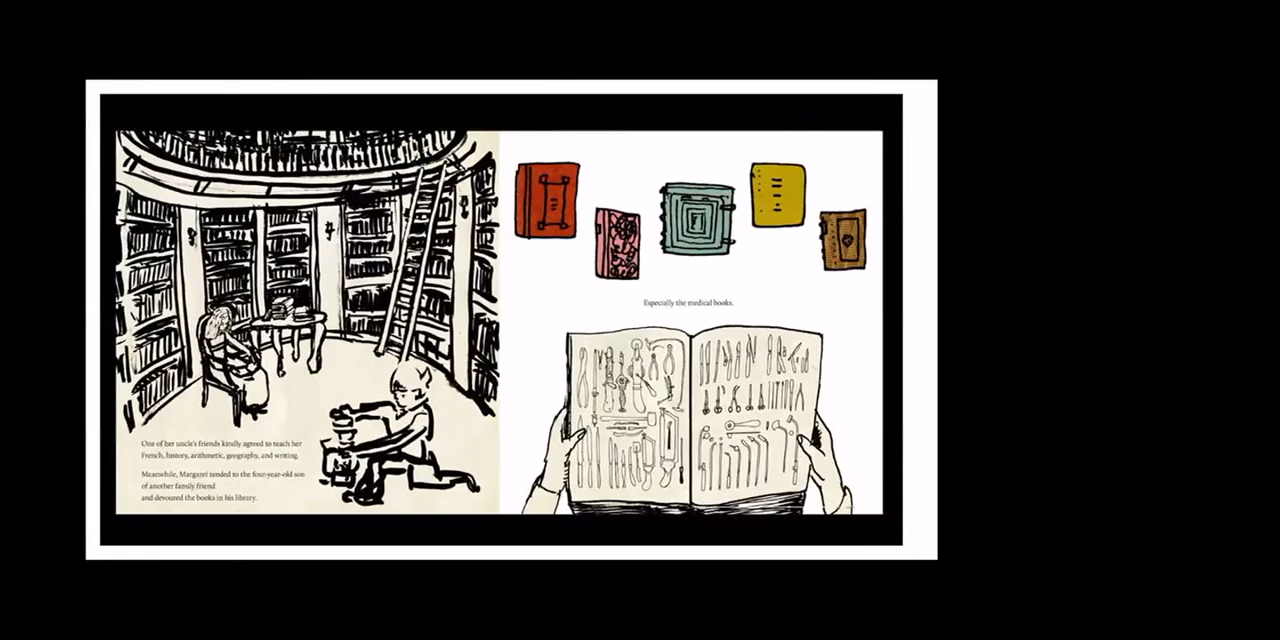 One of her uncle's friends kindly agreed to teach her
French, history, arithmetic, geography, and writing.
Meanwhile, Margaret tended to the four-year-old son
of another family friend
and devoured the books in his library.
Especially the medical books.